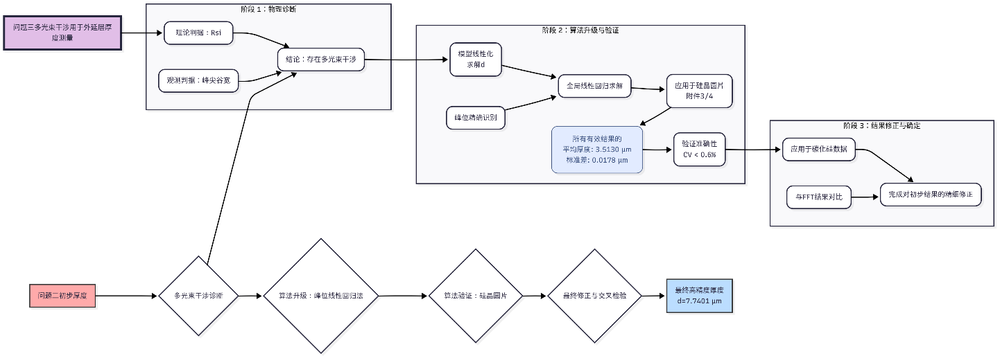 问题三多光束干涉用于外延层厚
度测量
阶段 1：物理诊断
理论判据：Rsi
结论：存在多光束干涉
观测判据：峰尖谷宽
阶段 2：算法升级与验证
模型线性化
求解d
全局线性回归求解
应用于硅晶圆片
附件3/4
峰位精确识别
所有有效结果的
平均厚度: 3.5130 μm
标准差: 0.0178 μm
验证准确性
CV < 0.6%
阶段 3：结果修正与确定
应用于碳化硅数据
与FFT结果对比
完成对初步结果的精细修正
问题二初步厚度
多光束干涉诊断
算法升级：峰位线性回归法
算法验证：硅晶圆片
最终修正与交叉检验
最终高精度厚度
d=7.7401 μm